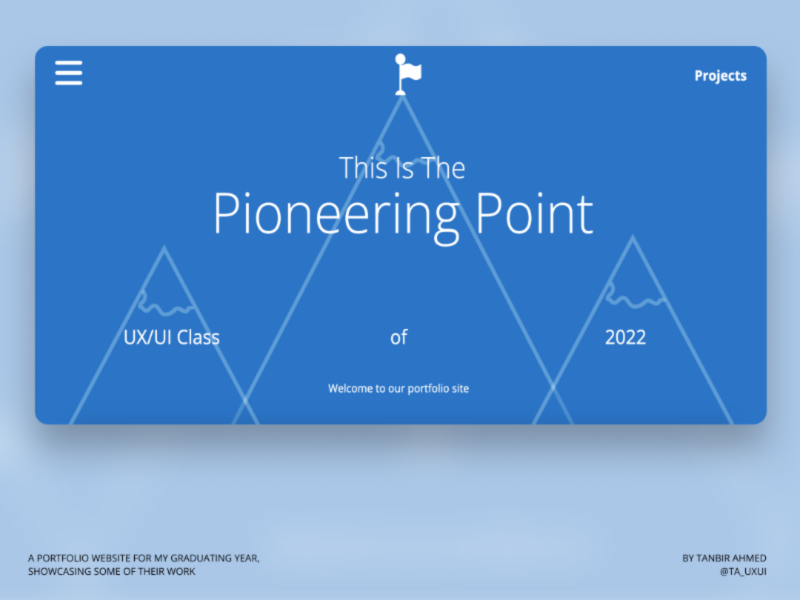 Projects
This Is The
Pioneering Point
UX/UI Class of 2022
Welcome to our portfolio site
A PORTFOLIO WEBSITE FOR MY GRADUATING YEAR,
SHOWCASING SOME OF THEIR WORK
BY TANBIR AHMED
@TA_UXUI